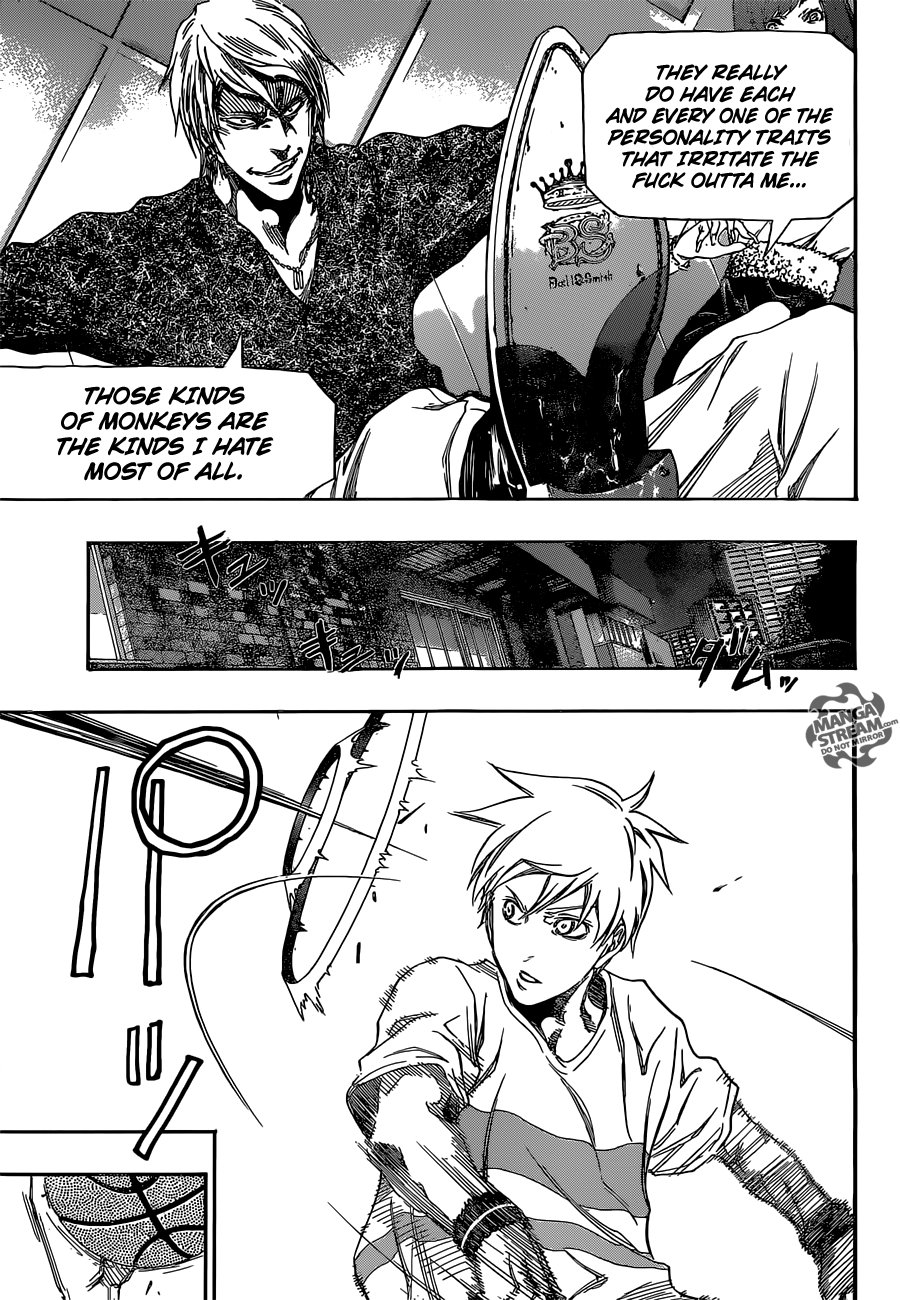 THEY REALLY
DO HAVE EACH
AND EVERY ONE OF THE
PERSONALITY TRAITS
THAT IRRITATE THE
FUCK OUTTA ME...
BS
Ball&Smith
THOSE KINDS
OF MONKEYS ARE
THE KINDS I HATE
MOST OF ALL.
キュッ
キュッ
ダムッ
MANGA
STREAM.com
DO NOT MIRROR